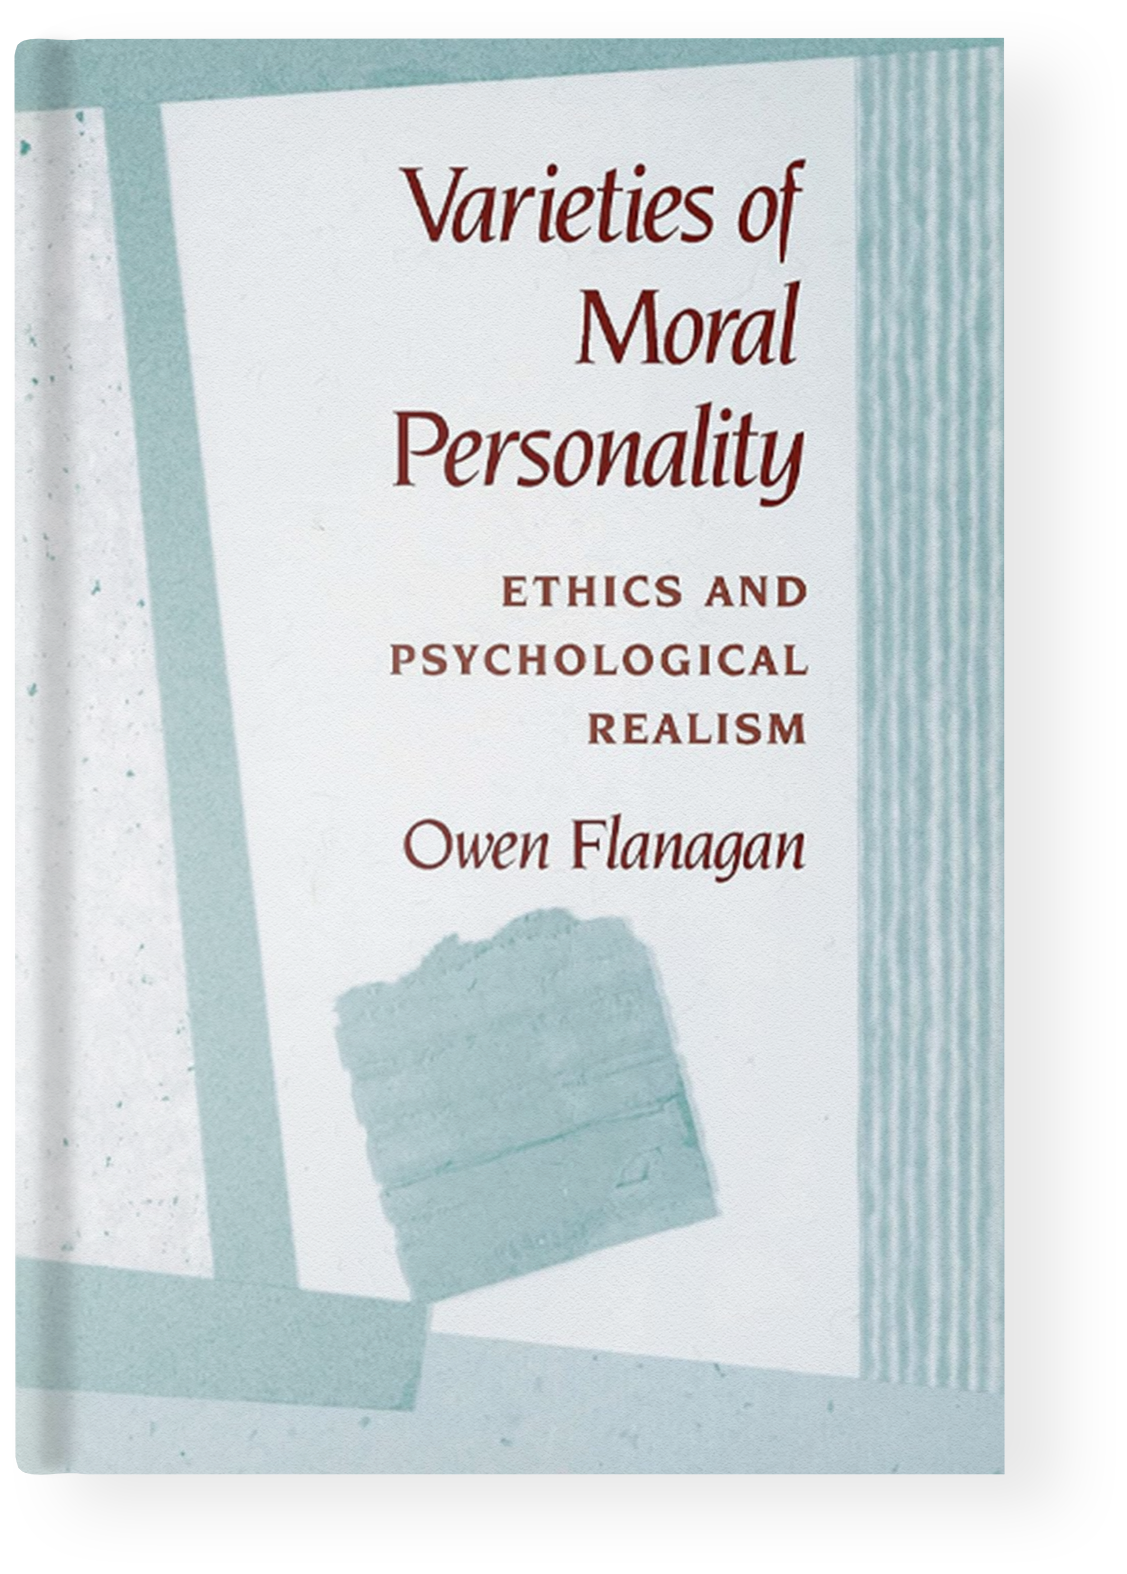 Varieties of
Moral
Personality
ETHICS AND
PSYCHOLOGICAL
REALISM
Owen Flanagan